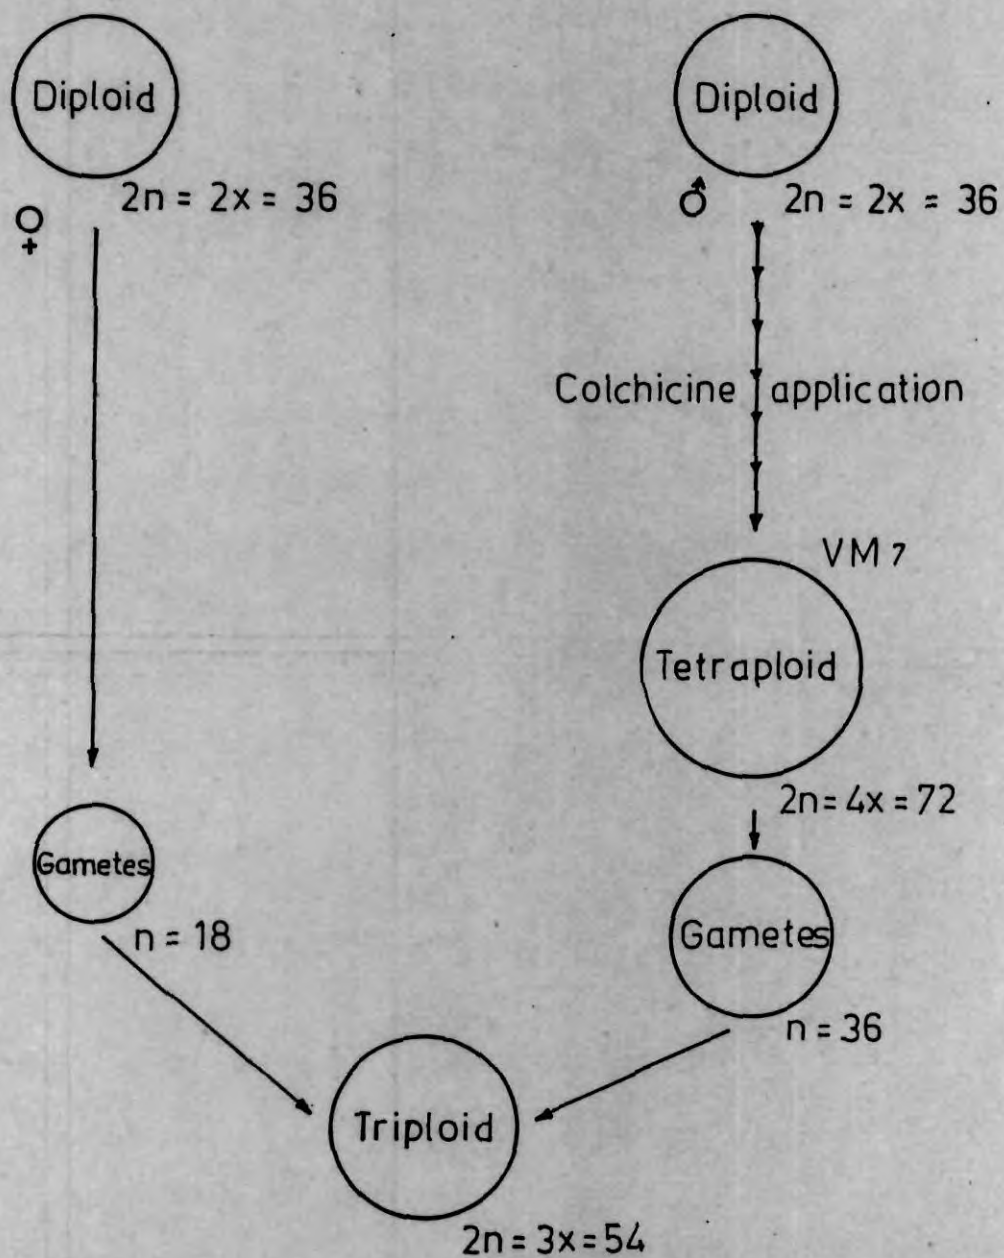 Diploid
2n = 2x = 36
♀
Diploid
♂ 2n = 2x = 36
Colchicine application
VM 7
Tetraploid
2n = 4x = 72
Gametes
n = 18
Gametes
n = 36
Triploid
2n = 3x = 54